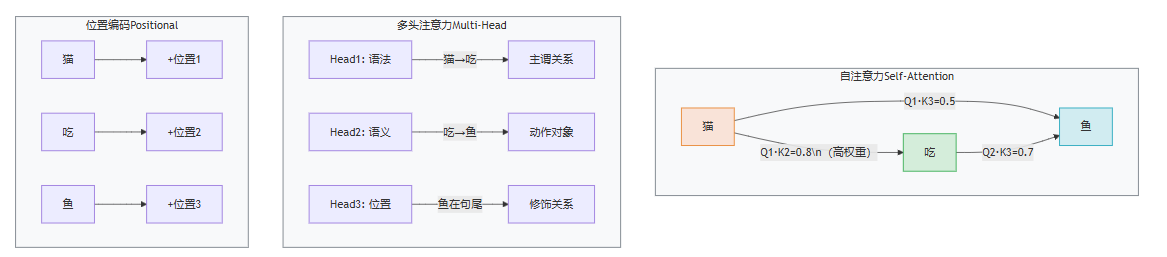 位置编码Positional
猫
+位置1
吃
+位置2
鱼
+位置3
多头注意力Multi-Head
Head1: 语法
猫→吃
主谓关系
Head2: 语义
吃→鱼
动作对象
Head3: 位置
鱼在句尾
修饰关系
自注意力Self-Attention
猫
Q1·K3=0.5
鱼
Q1·K2=0.8\n（高权重）
吃
Q2·K3=0.7